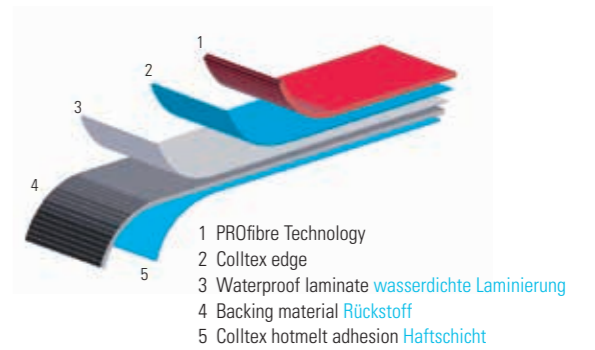 1
2
3
4
5
1 PROfibre Technology
2 Colltex edge
3 Waterproof laminate wasserdichte Laminierung
4 Backing material Rückstoff
5 Colltex hotmelt adhesion Haftschicht